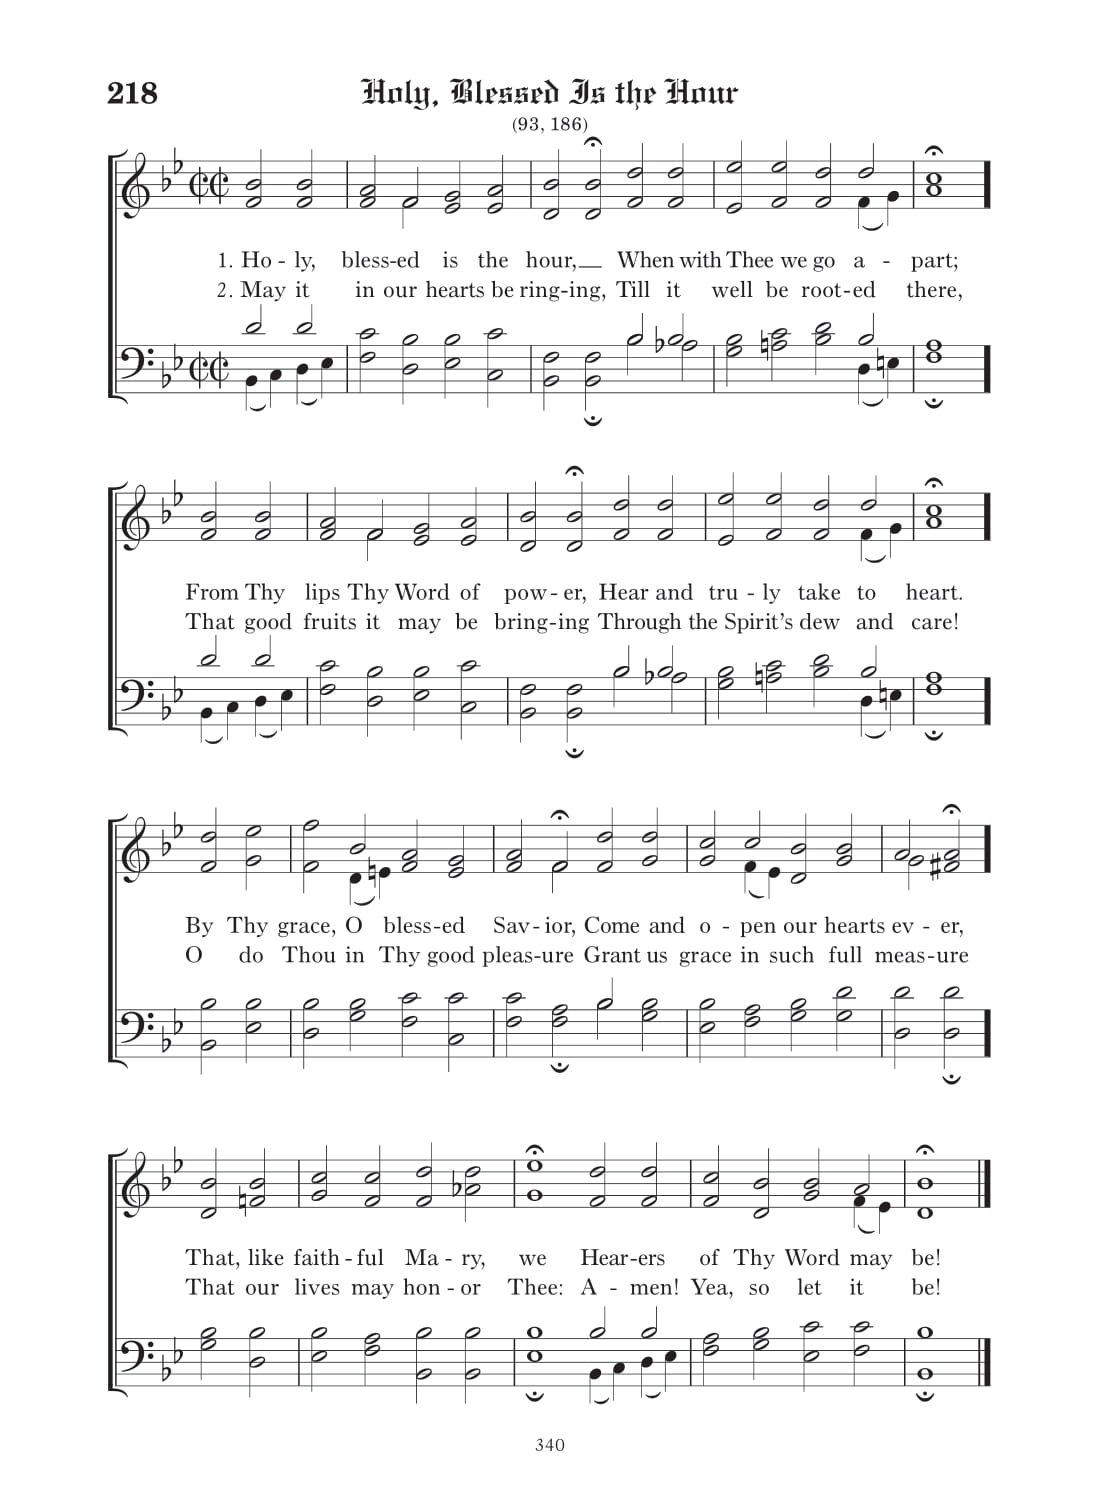 218 Holy, Blessed Is the Hour
(93, 186)
1. Ho - ly, bless-ed is the hour, When with Thee we go a - part;
2. May it in our hearts be ring-ing, Till it well be root-ed there,
From Thy lips Thy Word of pow - er, Hear and tru - ly take to heart.
That good fruits it may be bring-ing Through the Spirit's dew and care!
By Thy grace, O bless-ed Sav - ior, Come and o - pen our hearts ev - er,
O do Thou in Thy good pleas-ure Grant us grace in such full meas-ure
That, like faith - ful Ma - ry, we Hear-ers of Thy Word may be!
That our lives may hon - or Thee: A - men! Yea, so let it be!
340